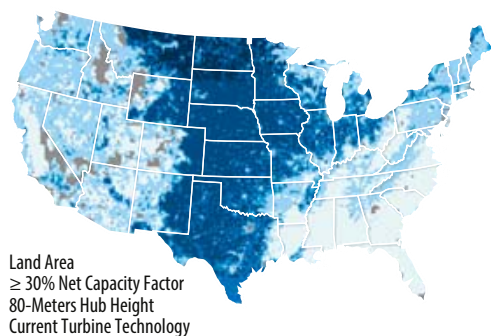 Land Area
≥ 30% Net Capacity Factor
80-Meters Hub Height
Current Turbine Technology